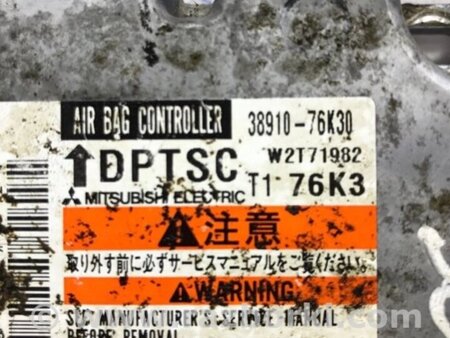 AIR BAG CONTROLLER 38910-76K30
DPTSC W2T71982
MITSUBISHI ELECTRIC T1 76K3
注意
取り外す前に必ずサービスマニュアルをご覧ください。
WARNING
SEE MANUFACTURER'S SERVICE MANUAL
BEFORE REMOVAL